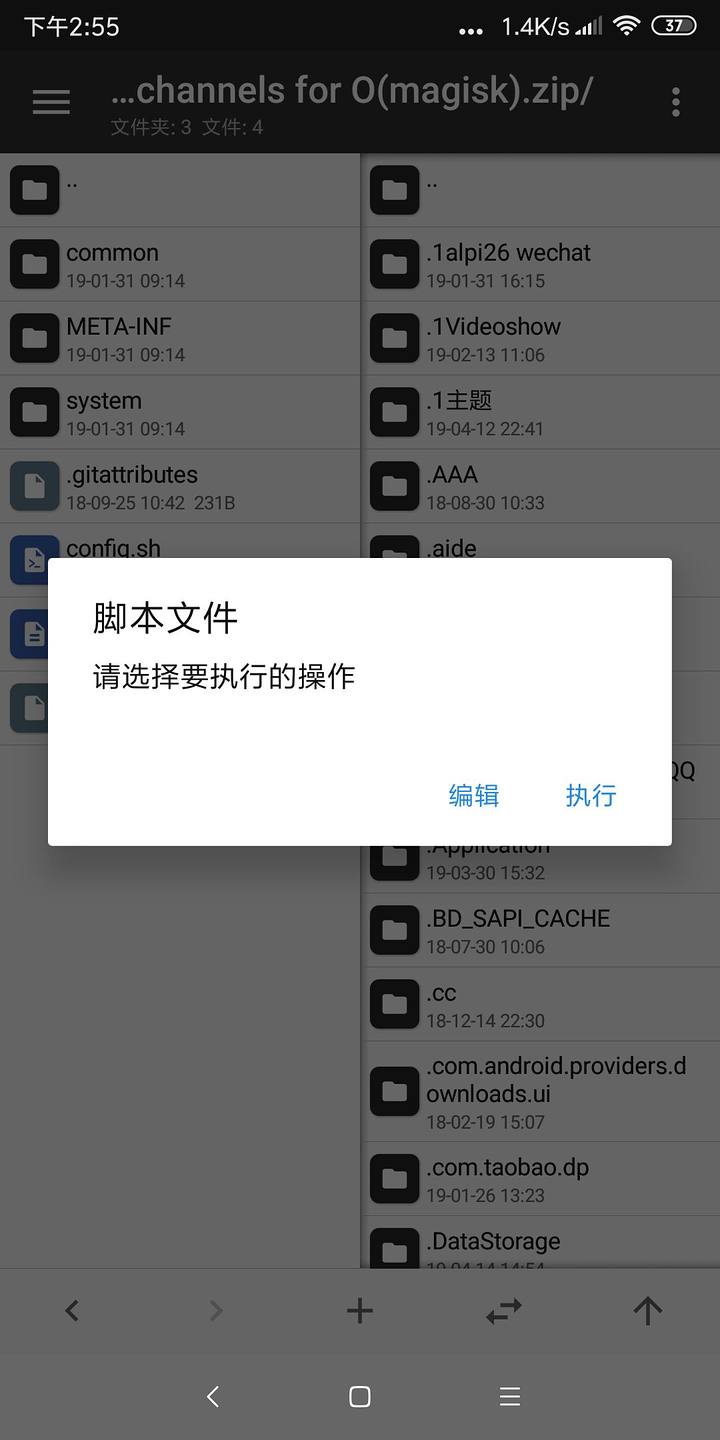 下午2:55
... 1.4K/s 37
...channels for O(magisk).zip/
文件夹: 3 文件: 4
..
common
19-01-31 09:14
META-INF
19-01-31 09:14
system
19-01-31 09:14
.gitattributes
18-09-25 10:42 231B
config.sh
..
.1alpi26 wechat
19-01-31 16:15
.1Videoshow
19-02-13 11:06
.1主题
19-04-12 22:41
.AAA
18-08-30 10:33
.aide
QQ
脚本文件
请选择要执行的操作
编辑 执行
.Application
19-03-30 15:32
.BD_SAPI_CACHE
18-07-30 10:06
.cc
18-12-14 22:30
.com.android.providers.d
ownloads.ui
18-02-19 15:07
.com.taobao.dp
19-01-26 13:23
.DataStorage
19-04-14 14:54